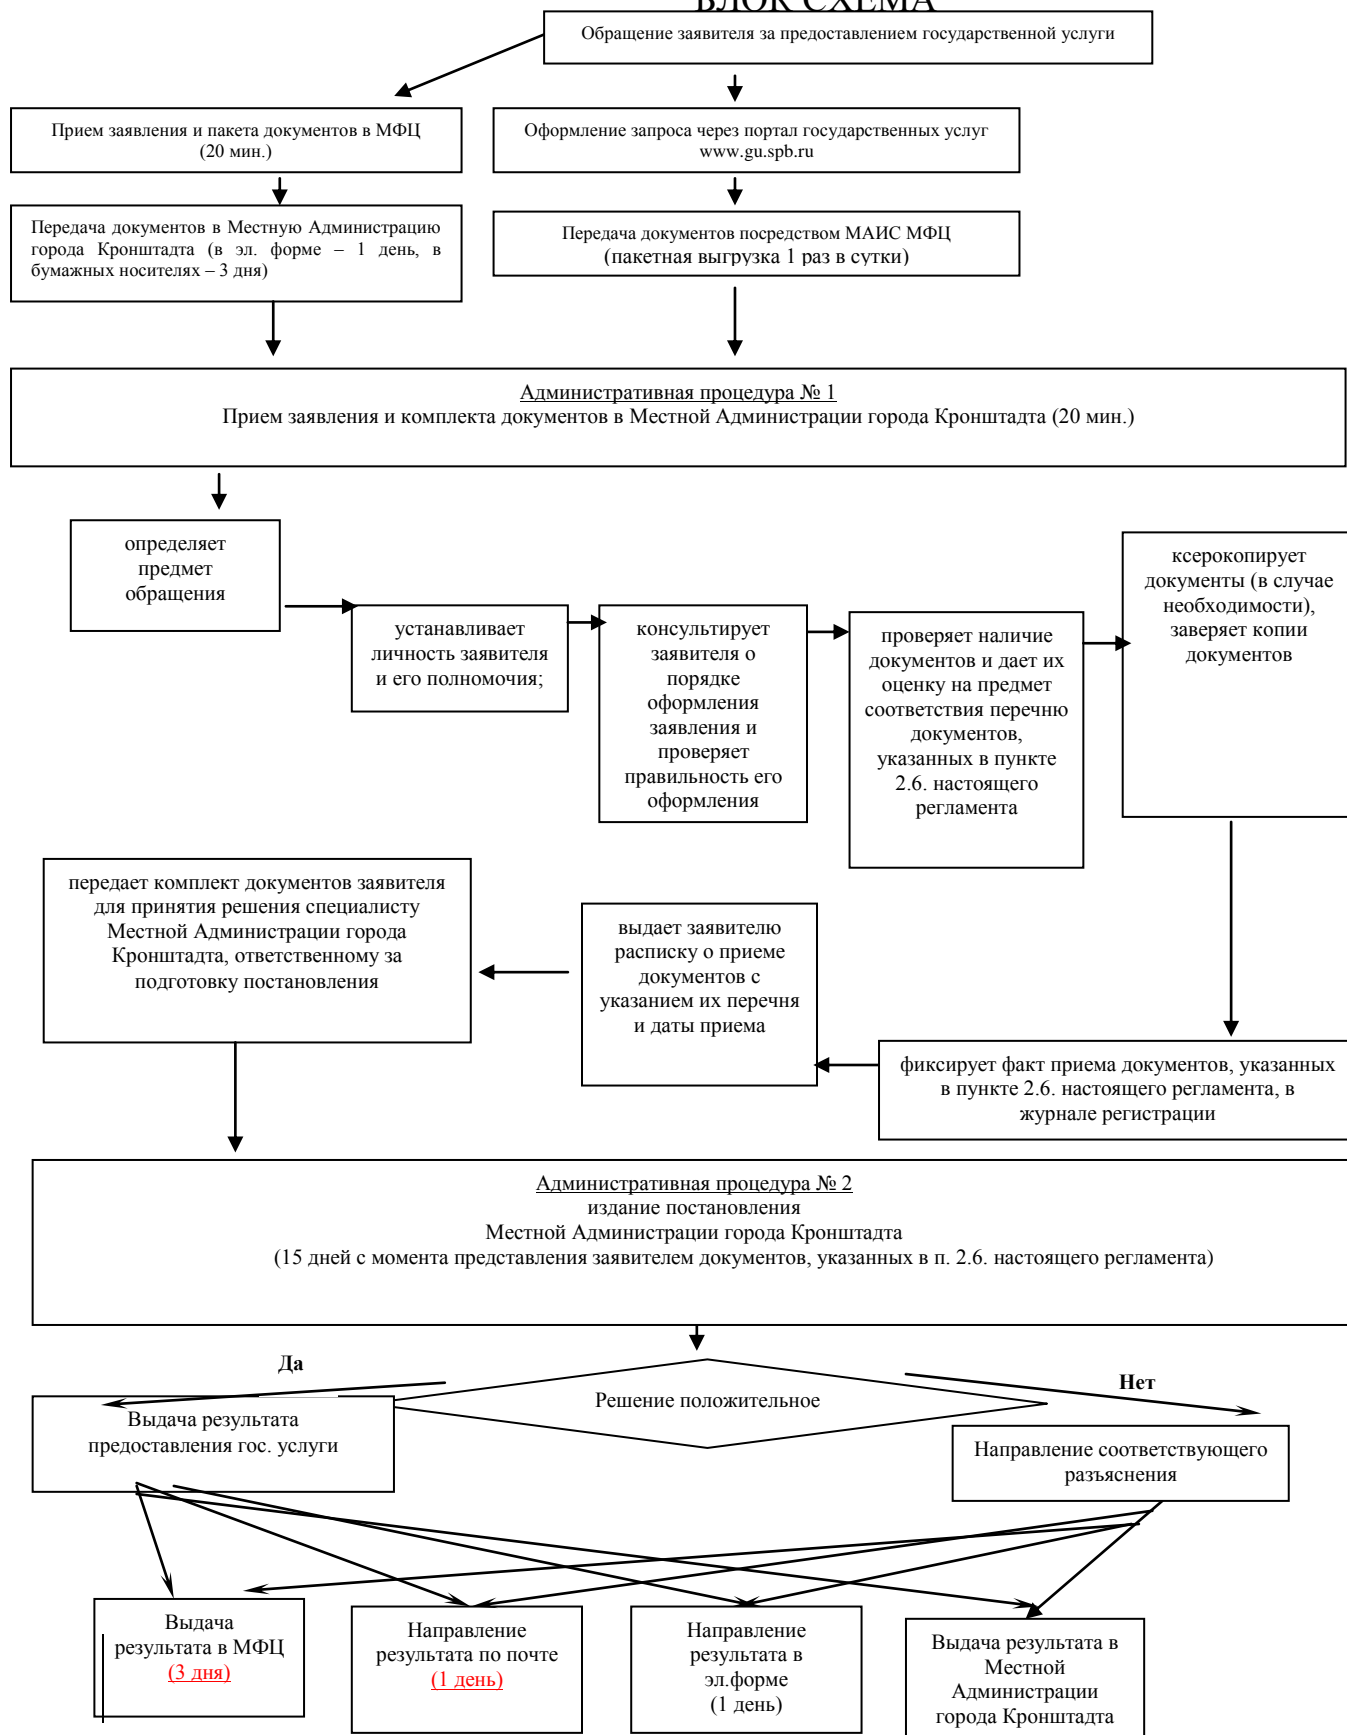 БЛОК СХЕМА
Обращение заявителя за предоставлением государственной услуги
Прием заявления и пакета документов в МФЦ
(20 мин.)
Оформление запроса через портал государственных услуг
www.gu.spb.ru
Передача документов в Местную Администрацию
города Кронштадта (в эл. форме – 1 день, в
бумажных носителях – 3 дня)
Передача документов посредством МАИС МФЦ
(пакетная выгрузка 1 раз в сутки)
Административная процедура № 1
Прием заявления и комплекта документов в Местной Администрации города Кронштадта (20 мин.)
определяет
предмет
обращения
устанавливает
личность заявителя
и его полномочия;
консультирует
заявителя о
порядке
оформления
заявления и
проверяет
правильность его
оформления
проверяет наличие
документов и дает их
оценку на предмет
соответствия перечню
документов,
указанных в пункте
2.6. настоящего
регламента
ксерокопирует
документы (в случае
необходимости),
заверяет копии
документов
передает комплект документов заявителя
для принятия решения специалисту
Местной Администрации города
Кронштадта, ответственному за
подготовку постановления
выдает заявителю
расписку о приеме
документов с
указанием их перечня
и даты приема
фиксирует факт приема документов, указанных
в пункте 2.6. настоящего регламента, в
журнале регистрации
Административная процедура № 2
издание постановления
Местной Администрации города Кронштадта
(15 дней с момента представления заявителем документов, указанных в п. 2.6. настоящего регламента)
Да
Решение положительное
Нет
Выдача результата
предоставления гос. услуги
Направление соответствующего
разъяснения
Выдача
результата в МФЦ
(3 дня)
Направление
результата по почте
(1 день)
Направление
результата в
эл.форме
(1 день)
Выдача результата в
Местной
Администрации
города Кронштадта